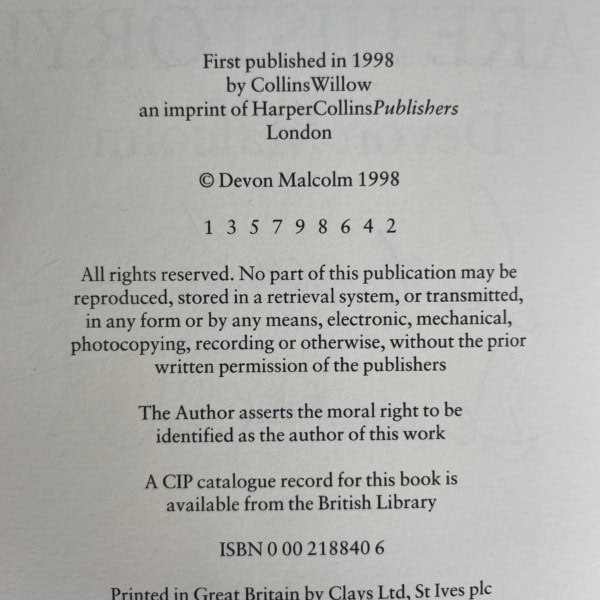 First published in 1998
by CollinsWillow
an imprint of HarperCollinsPublishers
London
© Devon Malcolm 1998
1 3 5 7 9 8 6 4 2
All rights reserved. No part of this publication may be
reproduced, stored in a retrieval system, or transmitted,
in any form or by any means, electronic, mechanical,
photocopying, recording or otherwise, without the prior
written permission of the publishers
The Author asserts the moral right to be
identified as the author of this work
A CIP catalogue record for this book is
available from the British Library
ISBN 0 00 218840 6
Printed in Great Britain by Clays Ltd, St Ives plc